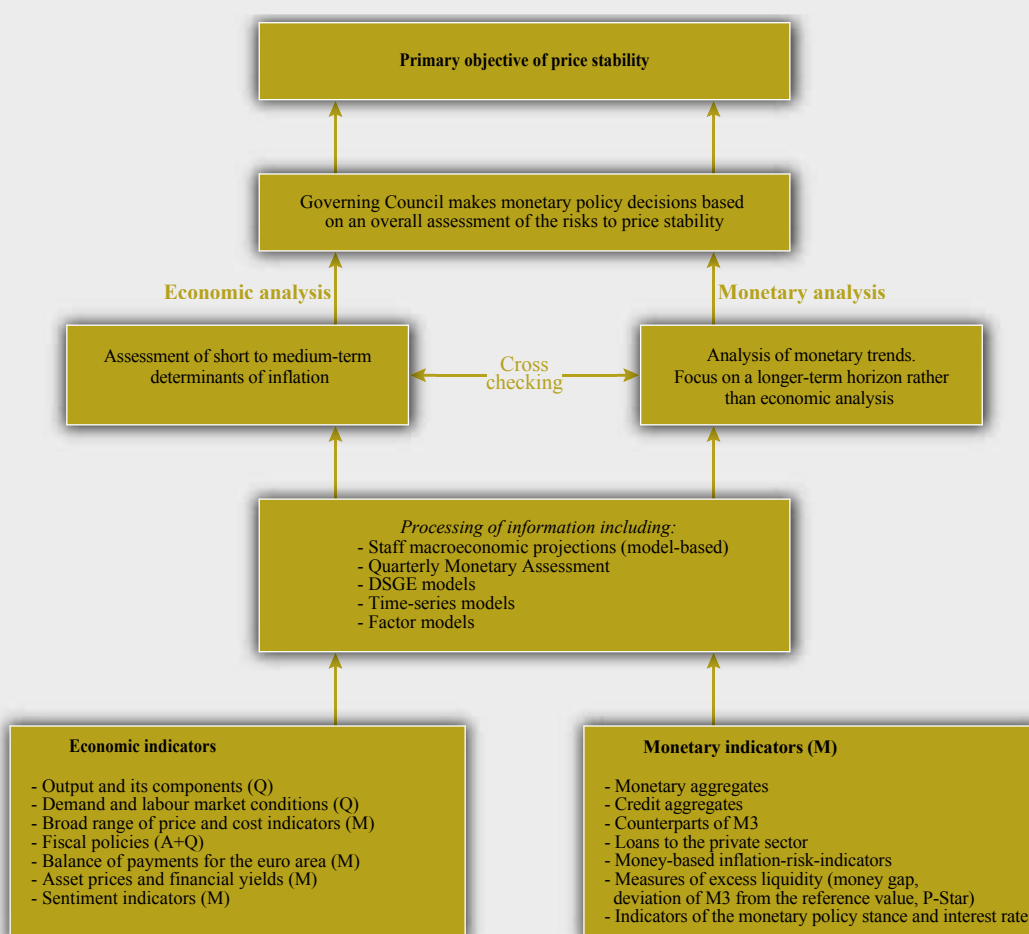 Primary objective of price stability
Governing Council makes monetary policy decisions based
on an overall assessment of the risks to price stability
Economic analysis
Monetary analysis
Assessment of short to medium-term
determinants of inflation
Cross
checking
Analysis of monetary trends.
Focus on a longer-term horizon rather
than economic analysis
Processing of information including:
- Staff macroeconomic projections (model-based)
- Quarterly Monetary Assessment
- DSGE models
- Time-series models
- Factor models
Economic indicators
- Output and its components (Q)
- Demand and labour market conditions (Q)
- Broad range of price and cost indicators (M)
- Fiscal policies (A+Q)
- Balance of payments for the euro area (M)
- Asset prices and financial yields (M)
- Sentiment indicators (M)
Monetary indicators (M)
- Monetary aggregates
- Credit aggregates
- Counterparts of M3
- Loans to the private sector
- Money-based inflation-risk-indicators
- Measures of excess liquidity (money gap,
deviation of M3 from the reference value, P-Star)
- Indicators of the monetary policy stance and interest rate